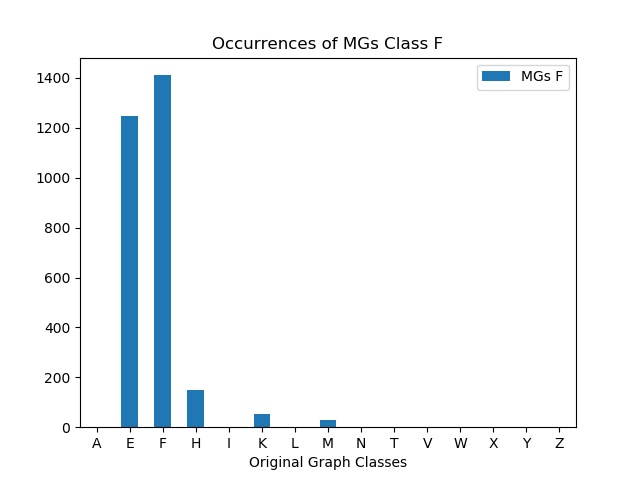 Occurrences of MGs Class F
MGs F
1400
1200
1000
800
600
400
200
0
A E F H I K L M N T V W X Y Z
Original Graph Classes